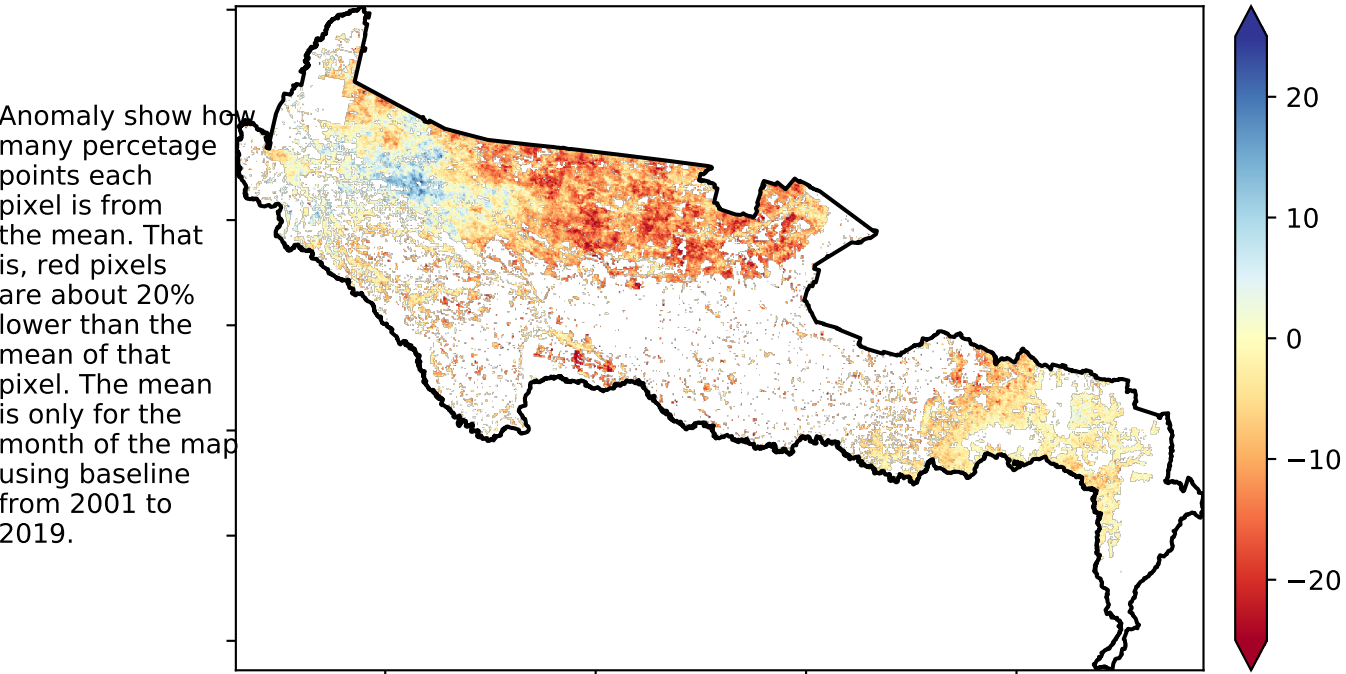 Anomaly show how
many percetage
points each
pixel is from
the mean. That
is, red pixels
are about 20%
lower than the
mean of that
pixel. The mean
is only for the
month of the map
using baseline
from 2001 to
2019.
20
10
0
−10
−20